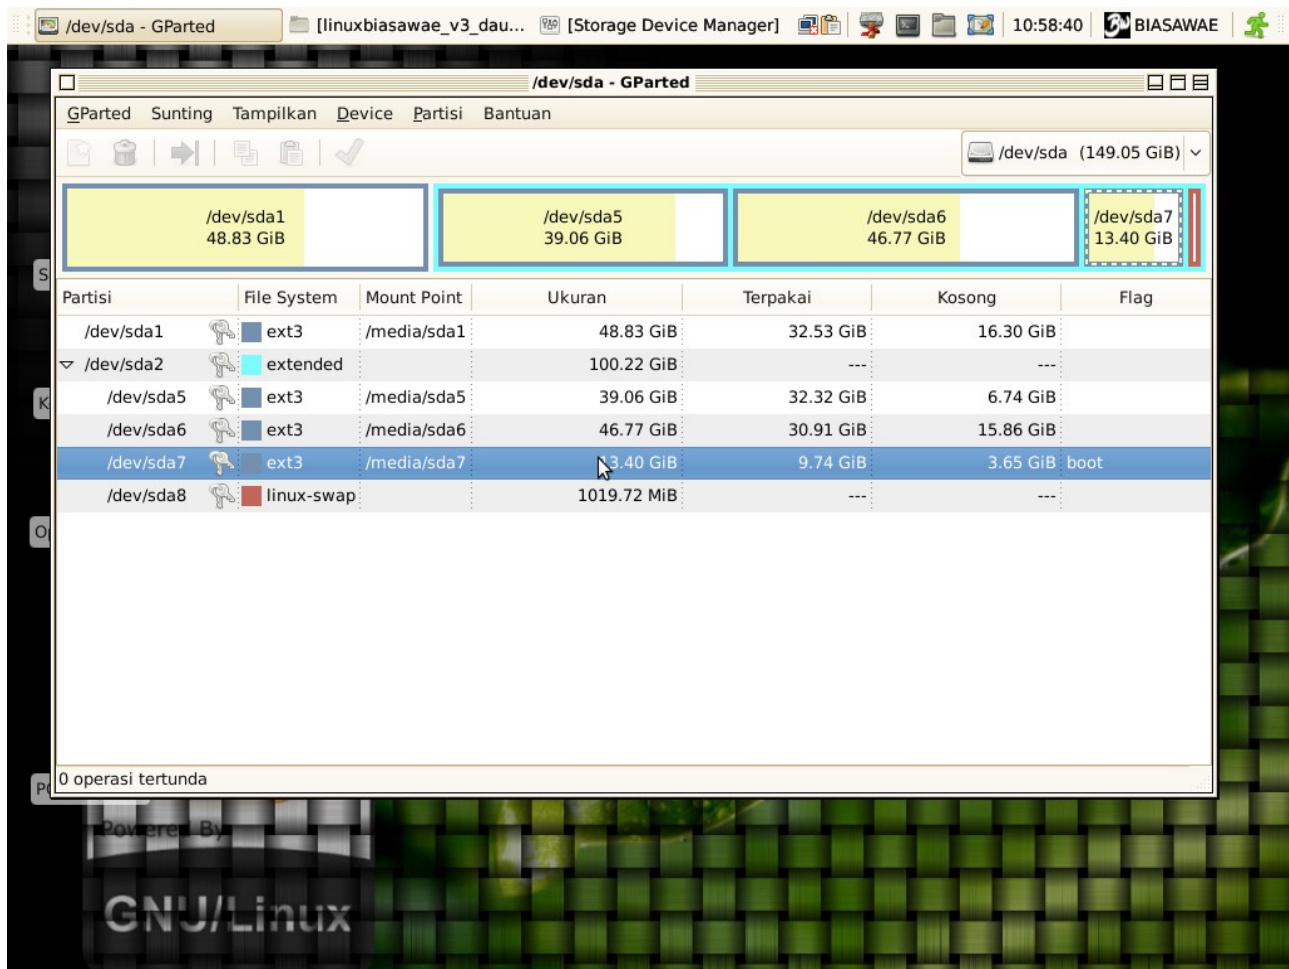 /dev/sda - GParted [linuxbiasawae_v3_dau... [Storage Device Manager] 10:58:40 BIASAWAE
/dev/sda - GParted
GParted Sunting Tampilkan Device Partisi Bantuan
/dev/sda (149.05 GiB)
/dev/sda1 /dev/sda5 /dev/sda6 /dev/sda7
48.83 GiB 39.06 GiB 46.77 GiB 13.40 GiB
Partisi File System Mount Point Ukuran Terpakai Kosong Flag
/dev/sda1 ext3 /media/sda1 48.83 GiB 32.53 GiB 16.30 GiB
/dev/sda2 extended 100.22 GiB --- ---
/dev/sda5 ext3 /media/sda5 39.06 GiB 32.32 GiB 6.74 GiB
/dev/sda6 ext3 /media/sda6 46.77 GiB 30.91 GiB 15.86 GiB
/dev/sda7 ext3 /media/sda7 13.40 GiB 9.74 GiB 3.65 GiB boot
/dev/sda8 linux-swap 1019.72 MiB --- ---
0 operasi tertunda
Powered By
GNU/Linux